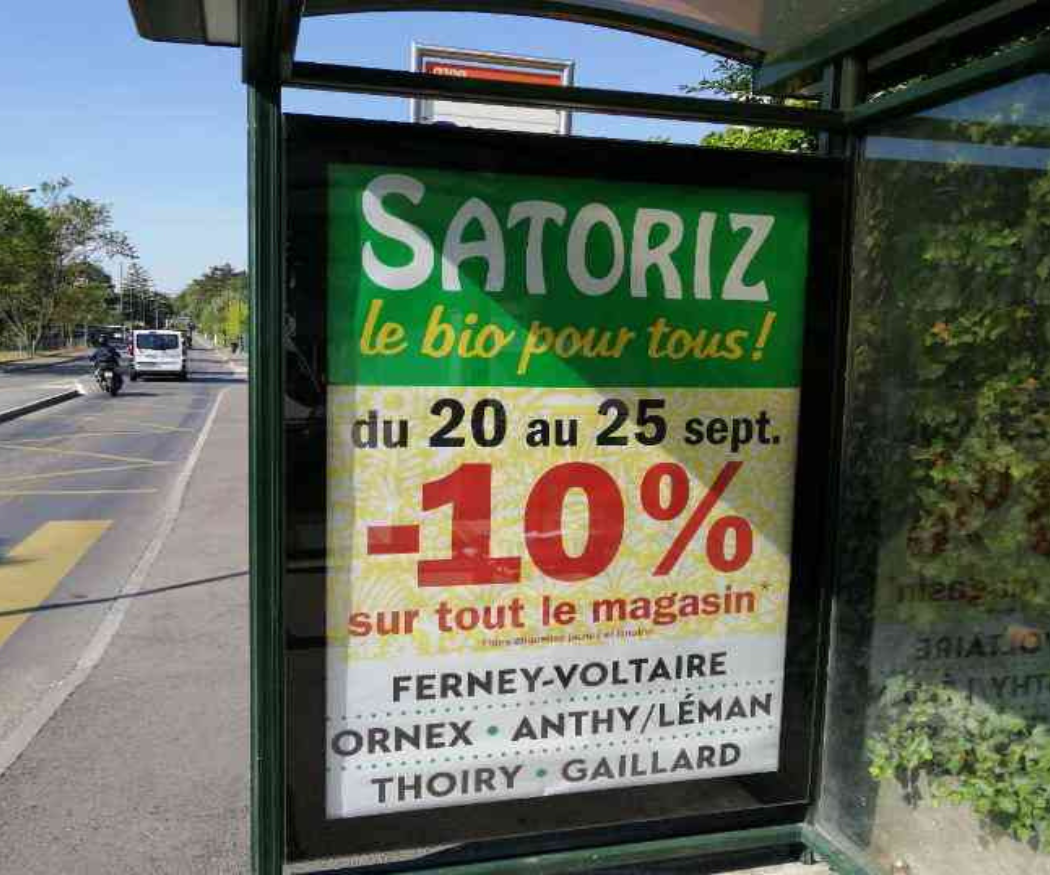 SATORIZ
le bio pour tous!
du 20 au 25 sept.
-10%
sur tout le magasin*
FERNEY-VOLTAIRE
ORNEX • ANTHY/LÉMAN
THOIRY • GAILLARD